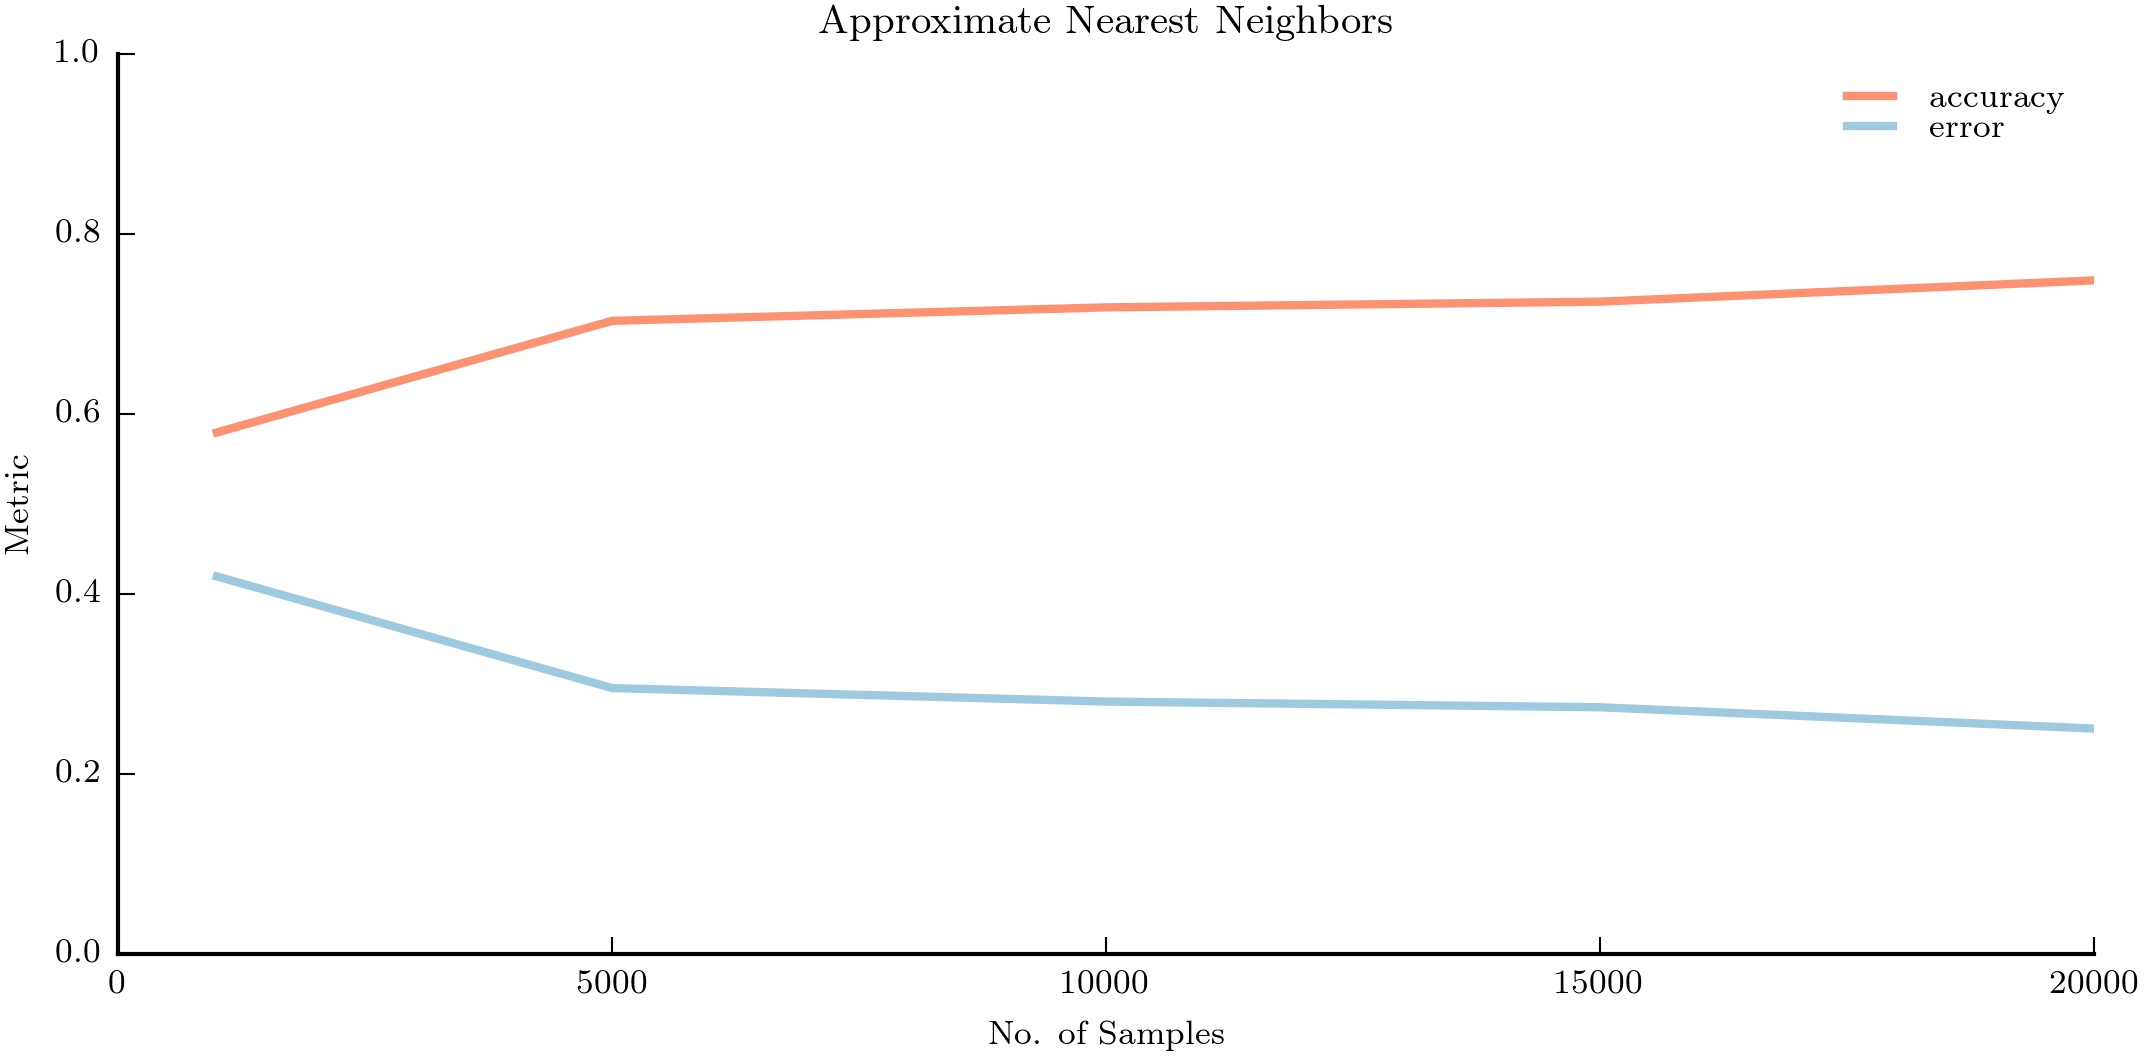 Approximate Nearest Neighbors
1.0
accuracy
error
0.8
0.6
Metric
0.4
0.2
0.0
0 5000 10000 15000 20000
No. of Samples